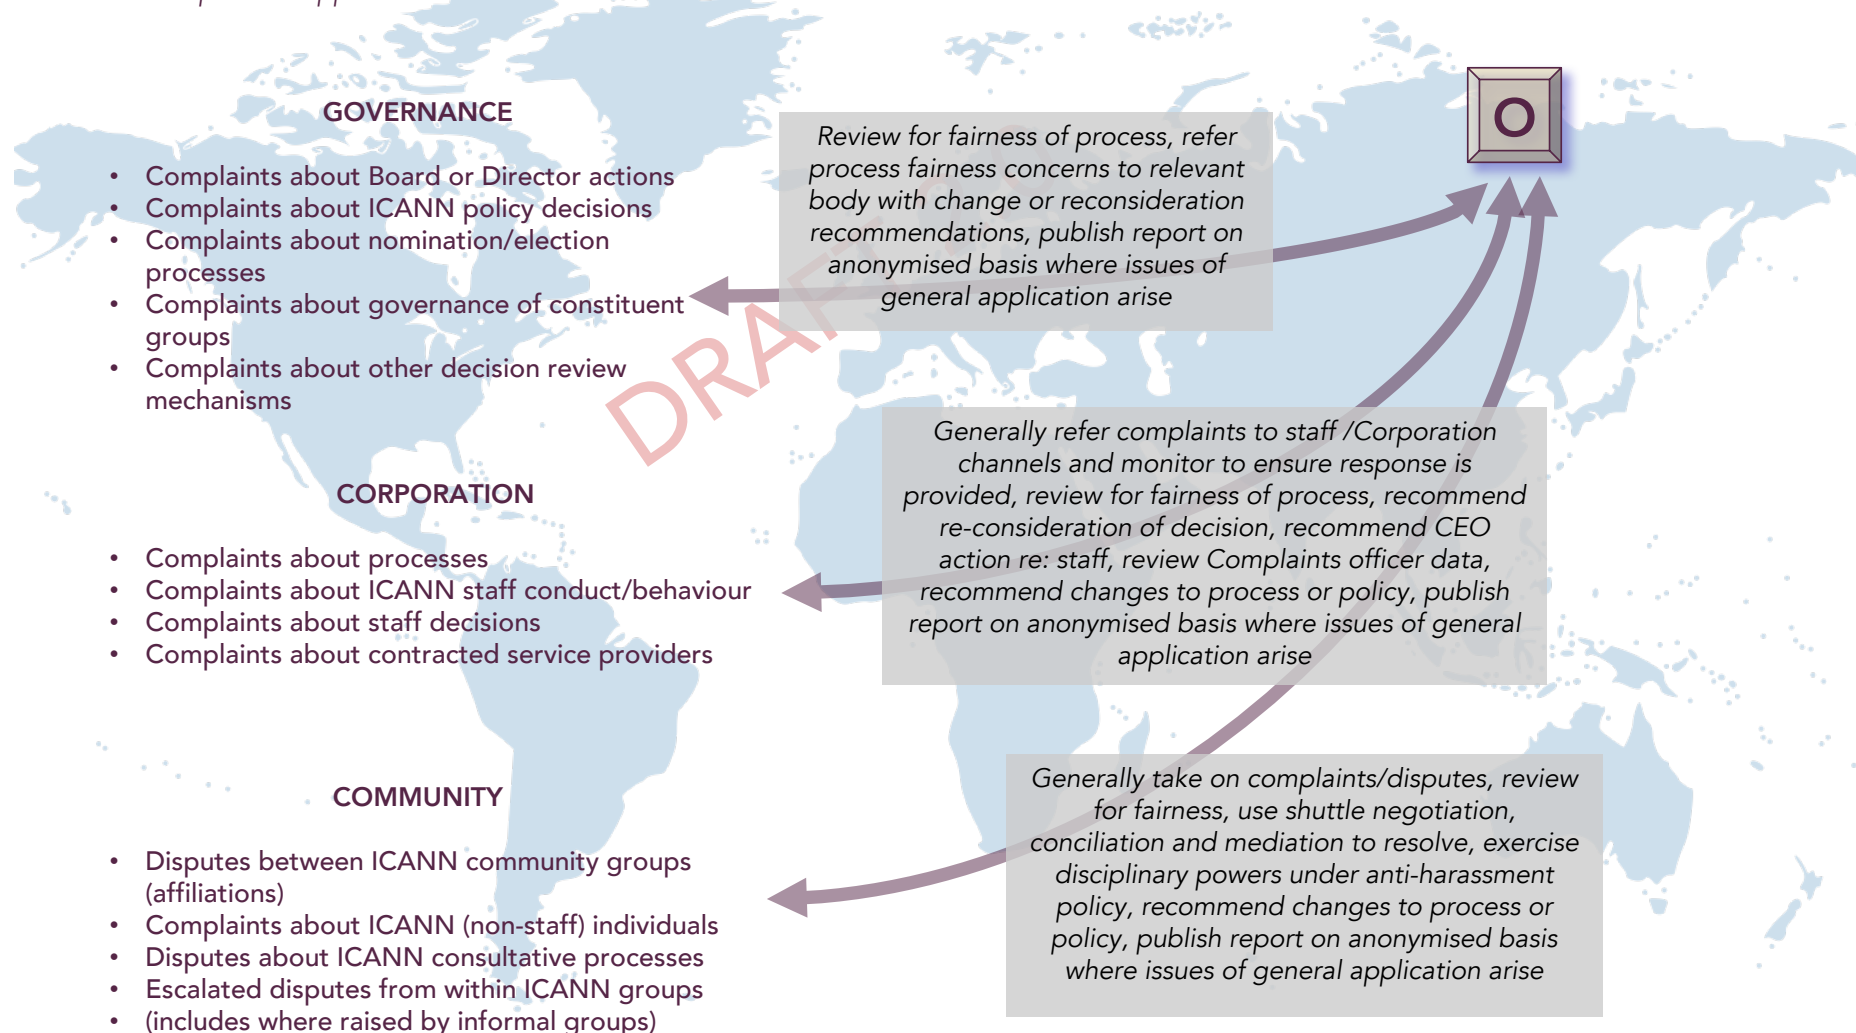 GOVERNANCE
• Complaints about Board or Director actions
• Complaints about ICANN policy decisions
• Complaints about nomination/election
processes
• Complaints about governance of constituent
groups
• Complaints about other decision review
mechanisms
Review for fairness of process, refer
process fairness concerns to relevant
body with change or reconsideration
recommendations, publish report on
anonymised basis where issues of
general application arise
O
DRAFT
CORPORATION
• Complaints about processes
• Complaints about ICANN staff conduct/behaviour
• Complaints about staff decisions
• Complaints about contracted service providers
Generally refer complaints to staff /Corporation
channels and monitor to ensure response is
provided, review for fairness of process, recommend
re-consideration of decision, recommend CEO
action re: staff, review Complaints officer data,
recommend changes to process or policy, publish
report on anonymised basis where issues of general
application arise
COMMUNITY
• Disputes between ICANN community groups
(affiliations)
• Complaints about ICANN (non-staff) individuals
• Disputes about ICANN consultative processes
• Escalated disputes from within ICANN groups
• (includes where raised by informal groups)
Generally take on complaints/disputes, review
for fairness, use shuttle negotiation,
conciliation and mediation to resolve, exercise
disciplinary powers under anti-harassment
policy, recommend changes to process or
policy, publish report on anonymised basis
where issues of general application arise